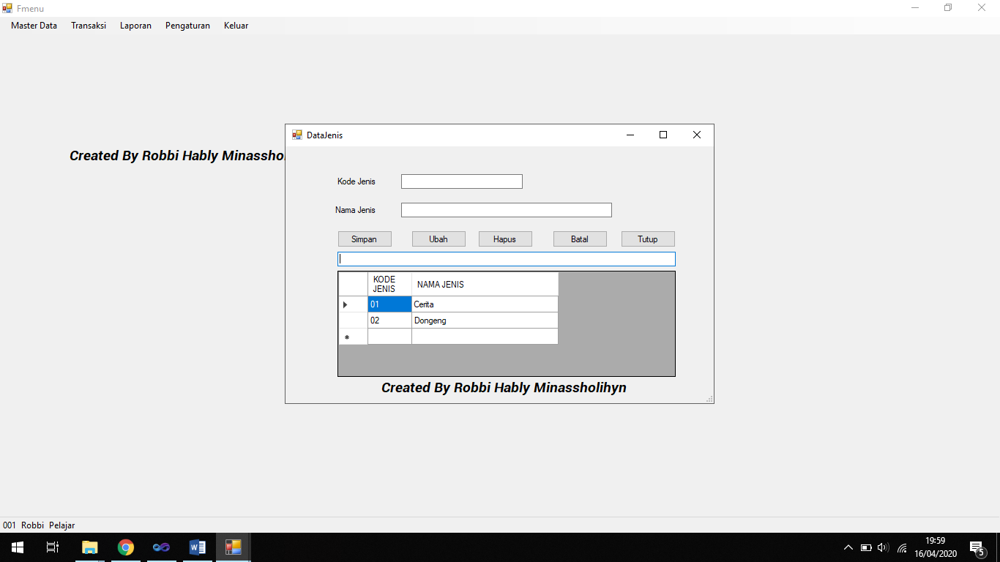 Fmenu
Master Data Transaksi Laporan Pengaturan Keluar
DataJenis
Created By Robbi Hably Minasshol
Kode Jenis
Nama Jenis
Simpan Ubah Hapus Batal Tutup
KODE JENIS NAMA JENIS
01 Cerita
02 Dongeng
Created By Robbi Hably Minassholihyn
001 Robbi Pelajar
19:59
16/04/2020
5